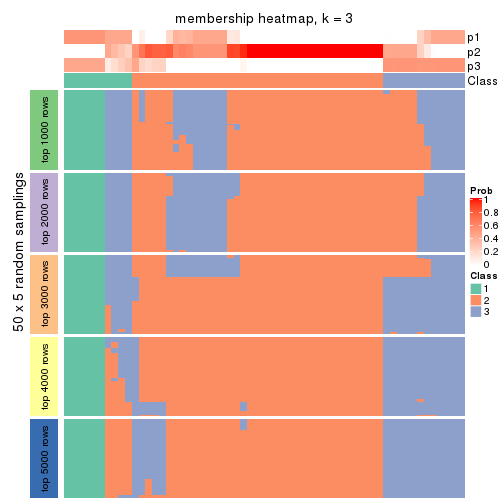 membership heatmap, k = 3
p1
p2
p3
Class
50 x 5 random samplings
top 1000 rows
top 2000 rows
top 3000 rows
top 4000 rows
top 5000 rows
Prob
1
0.8
0.6
0.4
0.2
0
Class
1
2
3